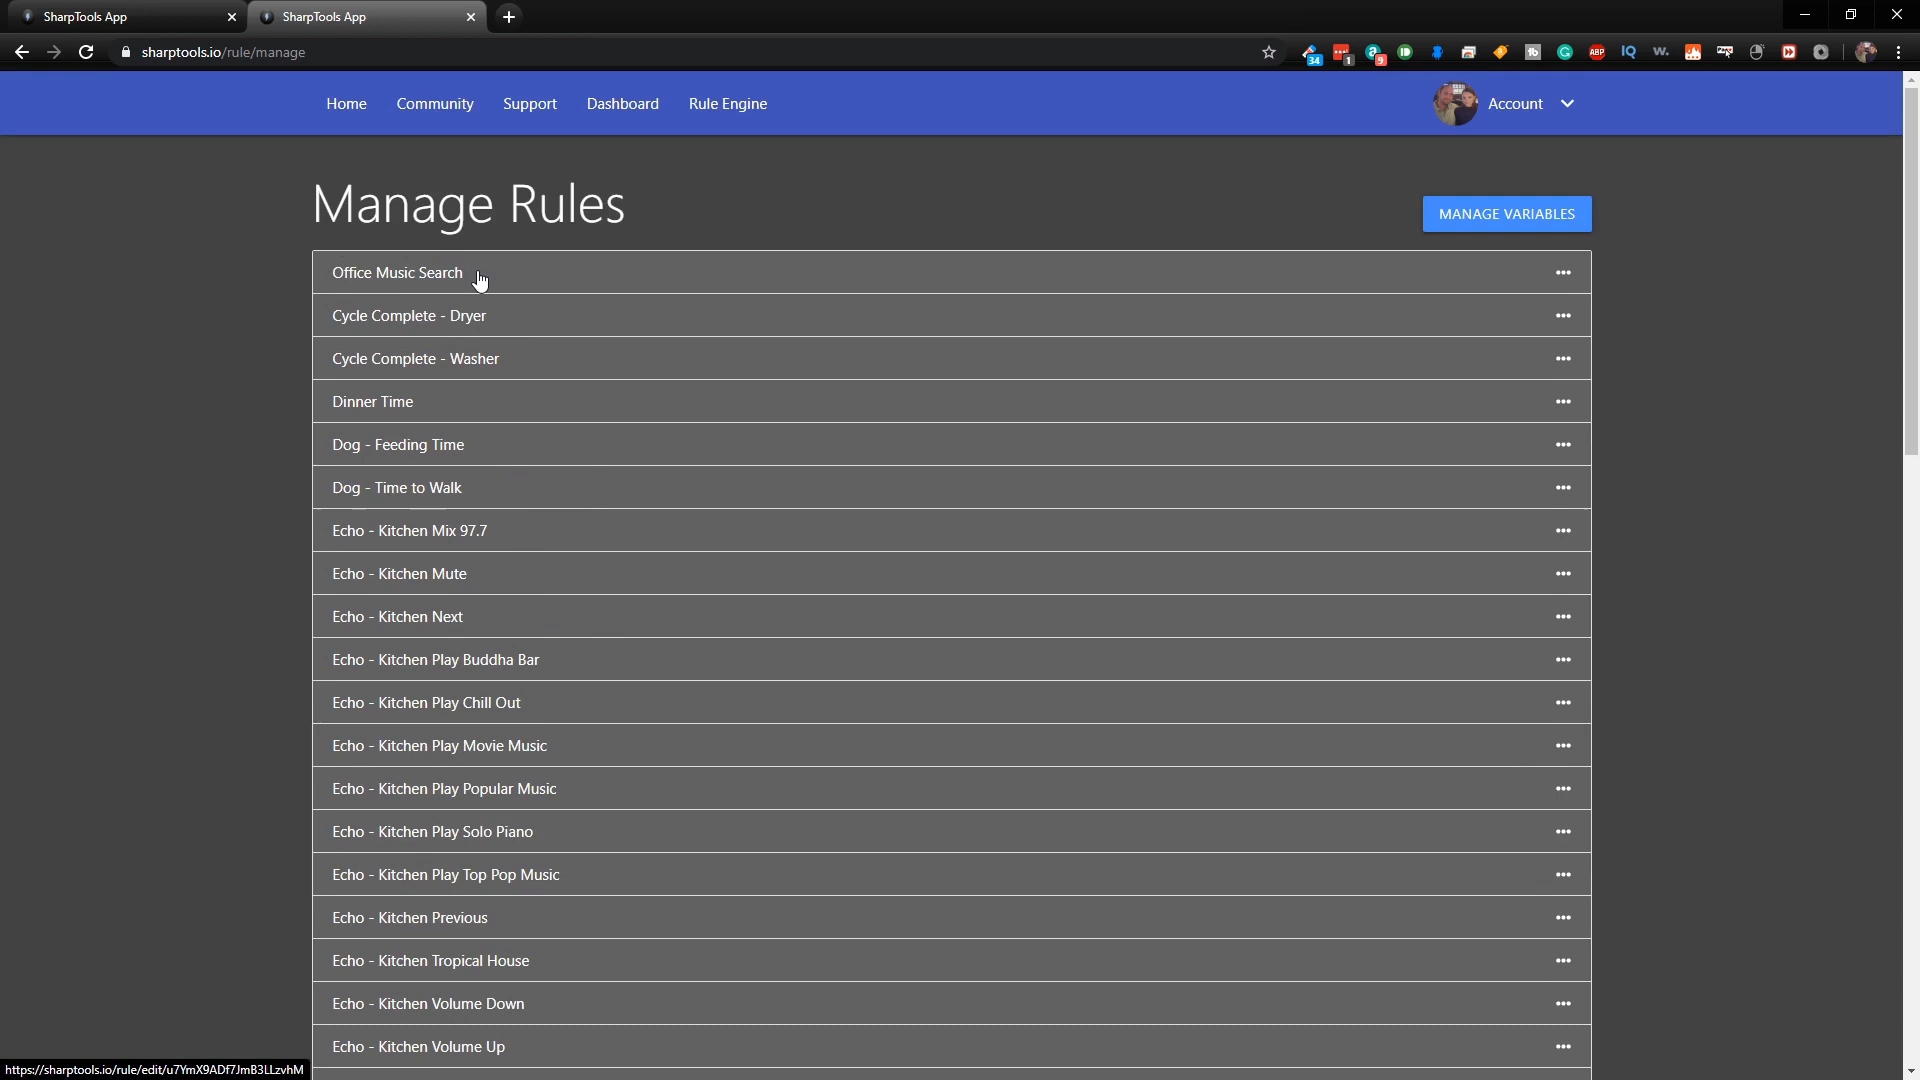 SharpTools App
SharpTools App
sharptools.io/rule/manage
34
1
9
ABP
IQ
w.
Home
Community
Support
Dashboard
Rule Engine
Account
Manage Rules
MANAGE VARIABLES
Office Music Search
Cycle Complete - Dryer
Cycle Complete - Washer
Dinner Time
Dog - Feeding Time
Dog - Time to Walk
Echo - Kitchen Mix 97.7
Echo - Kitchen Mute
Echo - Kitchen Next
Echo - Kitchen Play Buddha Bar
Echo - Kitchen Play Chill Out
Echo - Kitchen Play Movie Music
Echo - Kitchen Play Popular Music
Echo - Kitchen Play Solo Piano
Echo - Kitchen Play Top Pop Music
Echo - Kitchen Previous
Echo - Kitchen Tropical House
Echo - Kitchen Volume Down
Echo - Kitchen Volume Up
https://sharptools.io/rule/edit/u7YmX9ADf7JmB3LLzvhM